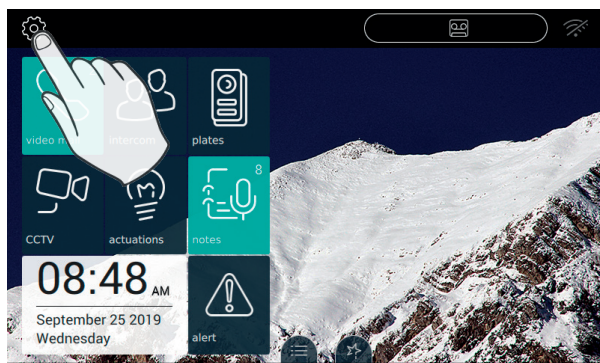 video m
intercom
plates
CCTV
actuations
8
notes
08:48 AM
September 25 2019
Wednesday
alert